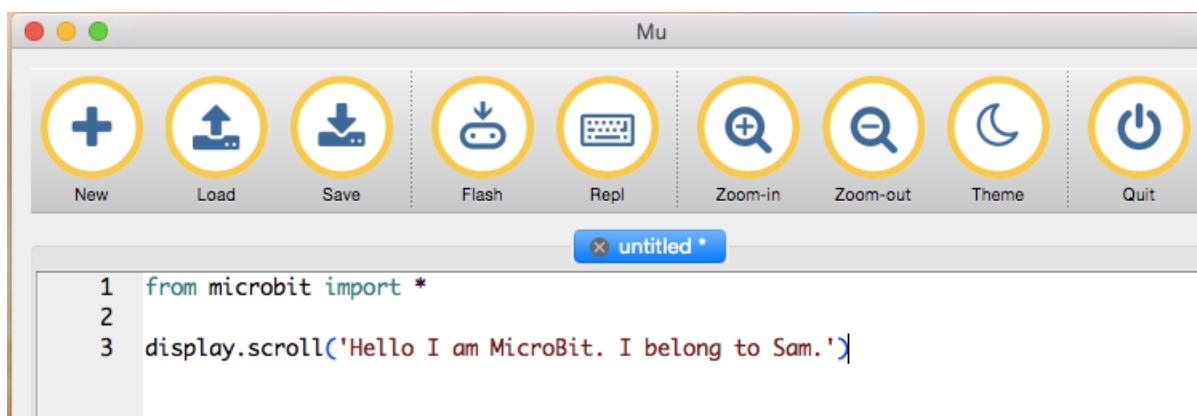 Mu
New Load Save Flash Repl Zoom-in Zoom-out Theme Quit
untitled *
1 from microbit import *
2
3 display.scroll('Hello I am MicroBit. I belong to Sam.')